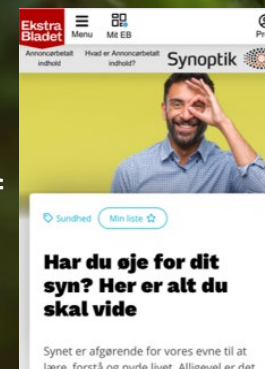 Ekstra
Bladet
Menu
Mit EB
Annoncørbetalt
indhold
Hvad er Annoncørbetalt
indhold?
Synoptik
Sundhed
Min liste
Har du øje for dit
syn? Her er alt du
skal vide
Synet er afgørende for vores evne til at
lære, forstå og nyde livet. Alligevel er det